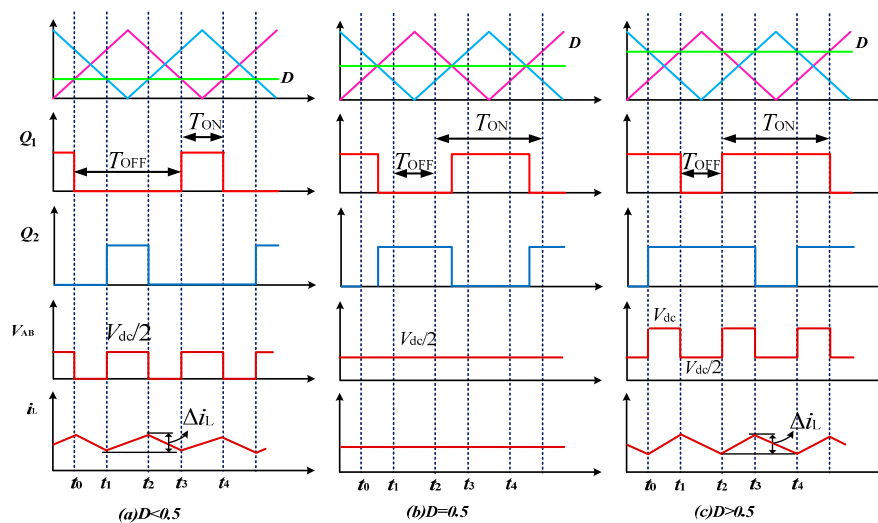 D
D
D
Q1
TOFF
TON
TOFF
TON
TOFF
TON
Q2
VAB
Vdc/2
Vdc/2
Vdc
Vdc/2
iL
ΔiL
ΔiL
t0 t1 t2 t3 t4
t0 t1 t2 t3 t4
t0 t1 t2 t3 t4
(a)D<0.5
(b)D=0.5
(c)D>0.5